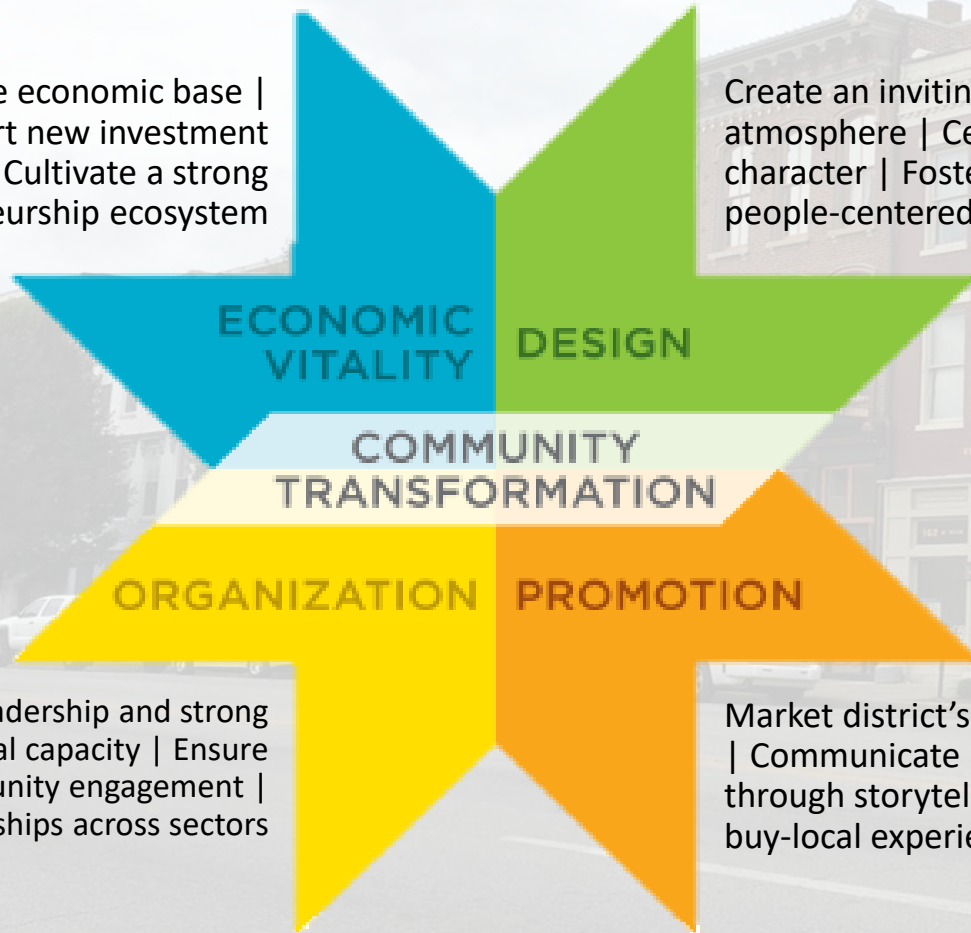 e economic base |
rt new investment
Cultivate a strong
eurship ecosystem
Create an invitin
atmosphere | Ce
character | Foste
people-centered
ECONOMIC
VITALITY
DESIGN
COMMUNITY
TRANSFORMATION
ORGANIZATION
PROMOTION
adership and strong
al capacity | Ensure
unity engagement |
ships across sectors
Market district's
| Communicate
through storytel
buy-local experie